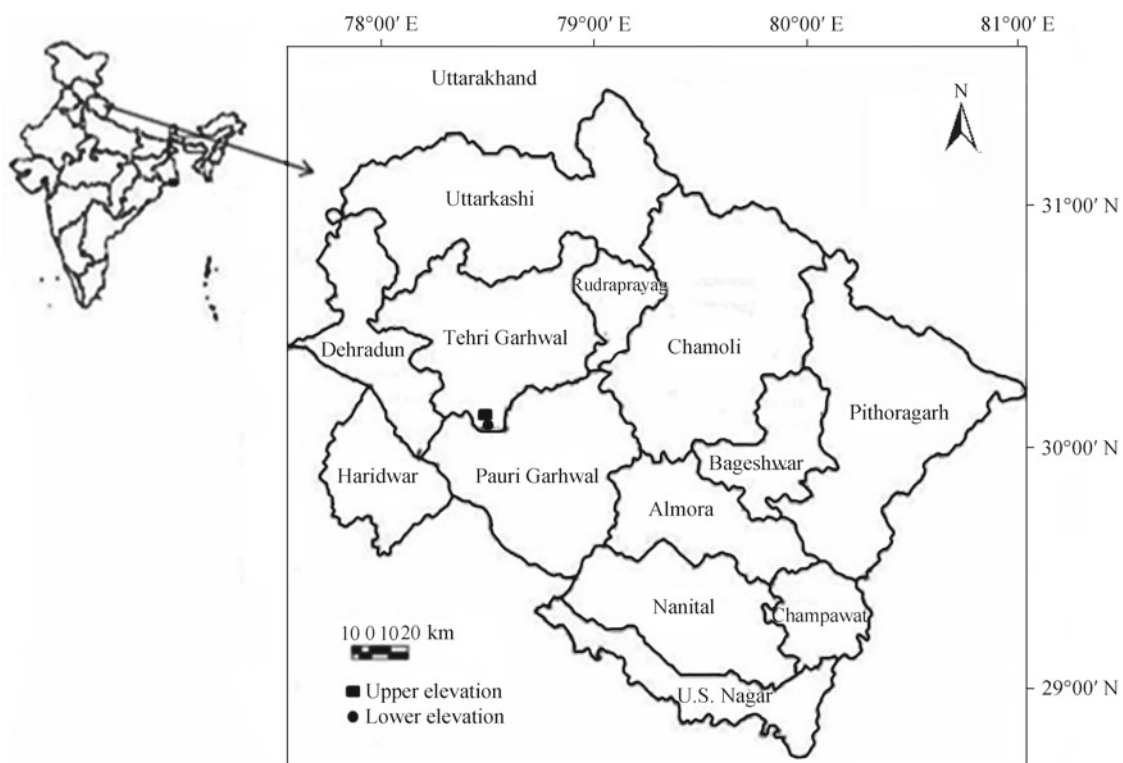 78°00′ E 79°00′ E 80°00′ E 81°00′ E
Uttarakhand
N
Uttarkashi
31°00′ N
Rudraprayag
Tehri Garhwal
Dehradun
Chamoli
Pithoragarh
30°00′ N
Haridwar
Pauri Garhwal
Bageshwar
Almora
Nanital
Champawat
10 0 10 20 km
Upper elevation
Lower elevation
29°00′ N
U.S. Nagar